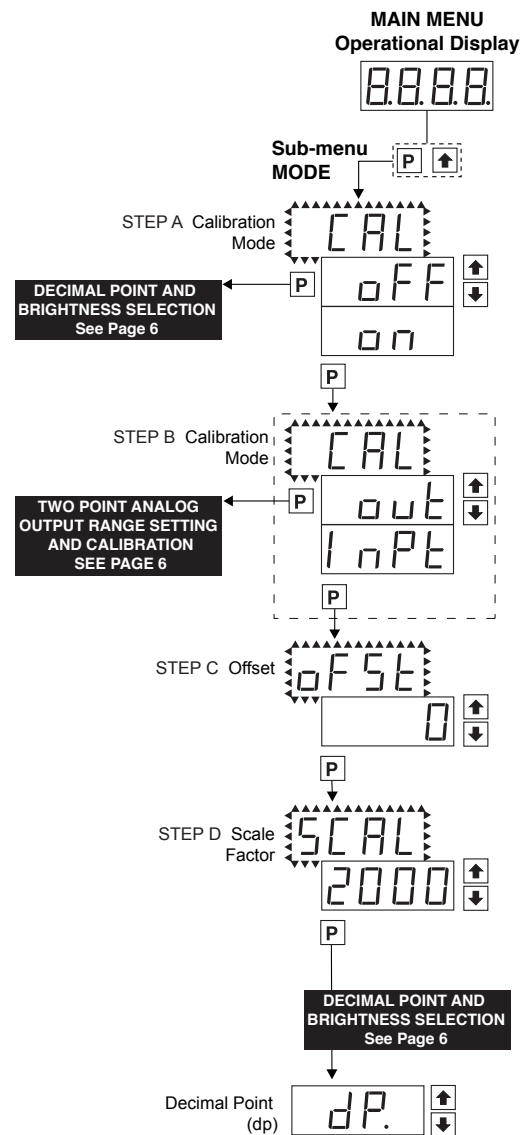 MAIN MENU
Operational Display
8.8.8.8.
Sub-menu
MODE
P
STEP A Calibration
Mode
CAL
oFF
on
P
DECIMAL POINT AND
BRIGHTNESS SELECTION
See Page 6
P
STEP B Calibration
Mode
CAL
out
InPt
P
TWO POINT ANALOG
OUTPUT RANGE SETTING
AND CALIBRATION
SEE PAGE 6
P
STEP C Offset
oFSt
0
P
STEP D Scale
Factor
SCAL
2000
P
DECIMAL POINT AND
BRIGHTNESS SELECTION
See Page 6
Decimal Point
(dp)
dP.